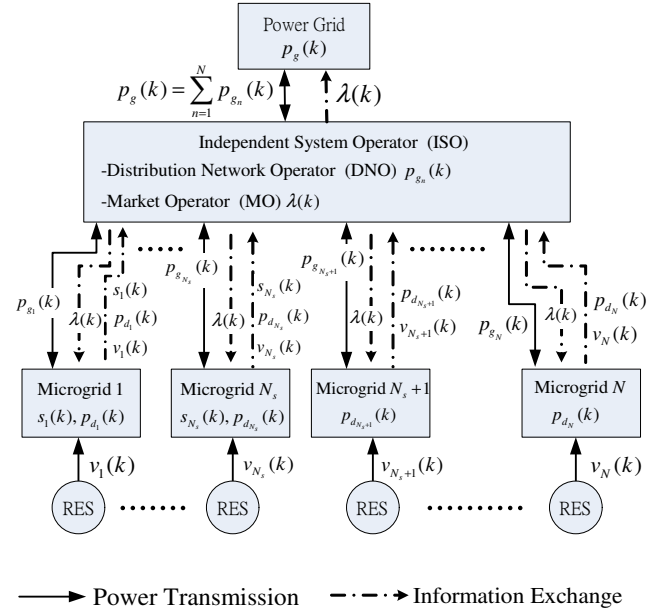 Power Grid
p_g(k)
p_g(k) = \sum_{n=1}^{N} p_{g_n}(k)
λ(k)
Independent System Operator (ISO)
-Distribution Network Operator (DNO) p_{g_n}(k)
-Market Operator (MO) λ(k)
p_{g_1}(k)
λ(k)
s_1(k)
p_{d_1}(k)
v_1(k)
p_{g_{N_s}}(k)
λ(k)
s_{N_s}(k)
p_{d_{N_s}}(k)
v_{N_s}(k)
p_{g_{N_s+1}}(k)
λ(k)
p_{d_{N_s+1}}(k)
v_{N_s+1}(k)
p_{g_N}(k)
λ(k)
p_{d_N}(k)
v_N(k)
Microgrid 1
s_1(k), p_{d_1}(k)
Microgrid N_s
s_{N_s}(k), p_{d_{N_s}}(k)
Microgrid N_s+1
p_{d_{N_s+1}}(k)
Microgrid N
p_{d_N}(k)
v_1(k)
v_{N_s}(k)
v_{N_s+1}(k)
v_N(k)
RES
RES
RES
RES
Power Transmission
Information Exchange